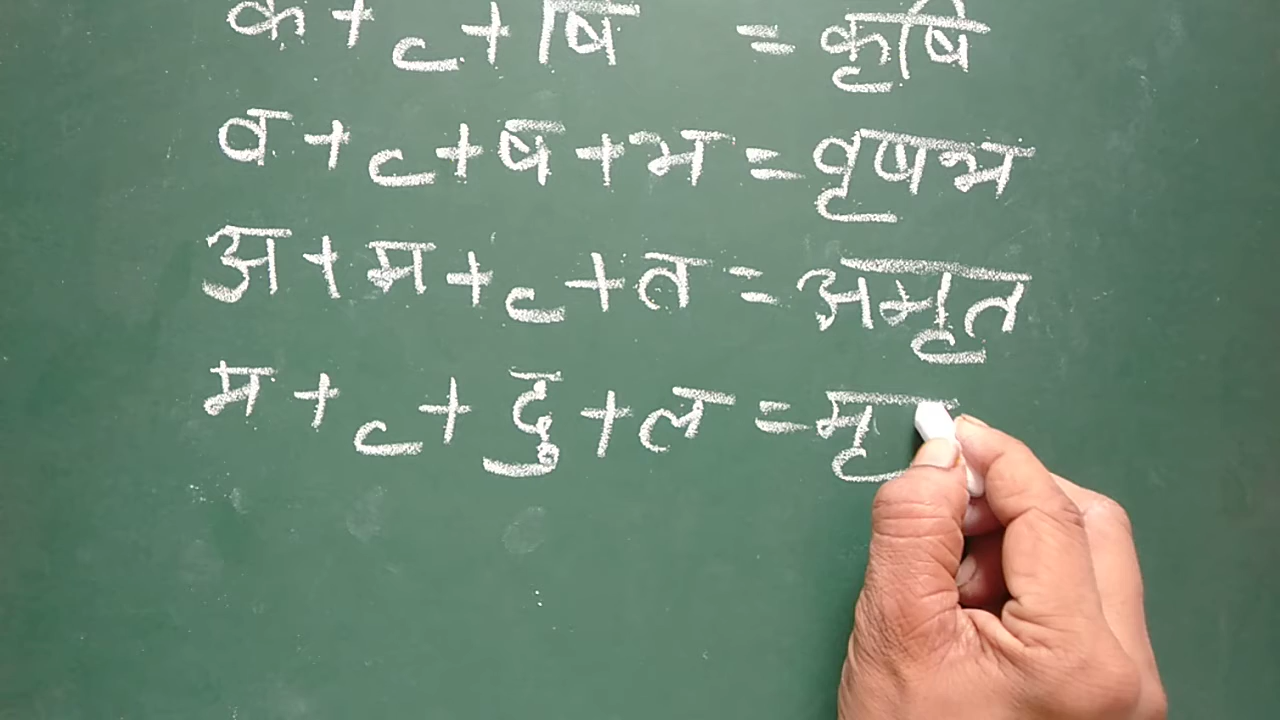 क + ृ + षि = कृषि
व + ृ + ष + भ = वृषभ
अ + म + ृ + त = अमृत
म + ृ + दु + ल = मृ